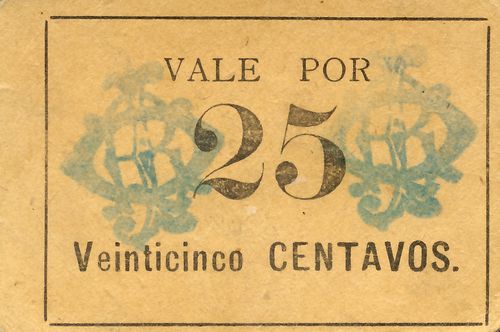 VALE POR
25
Veinticinco CENTAVOS.